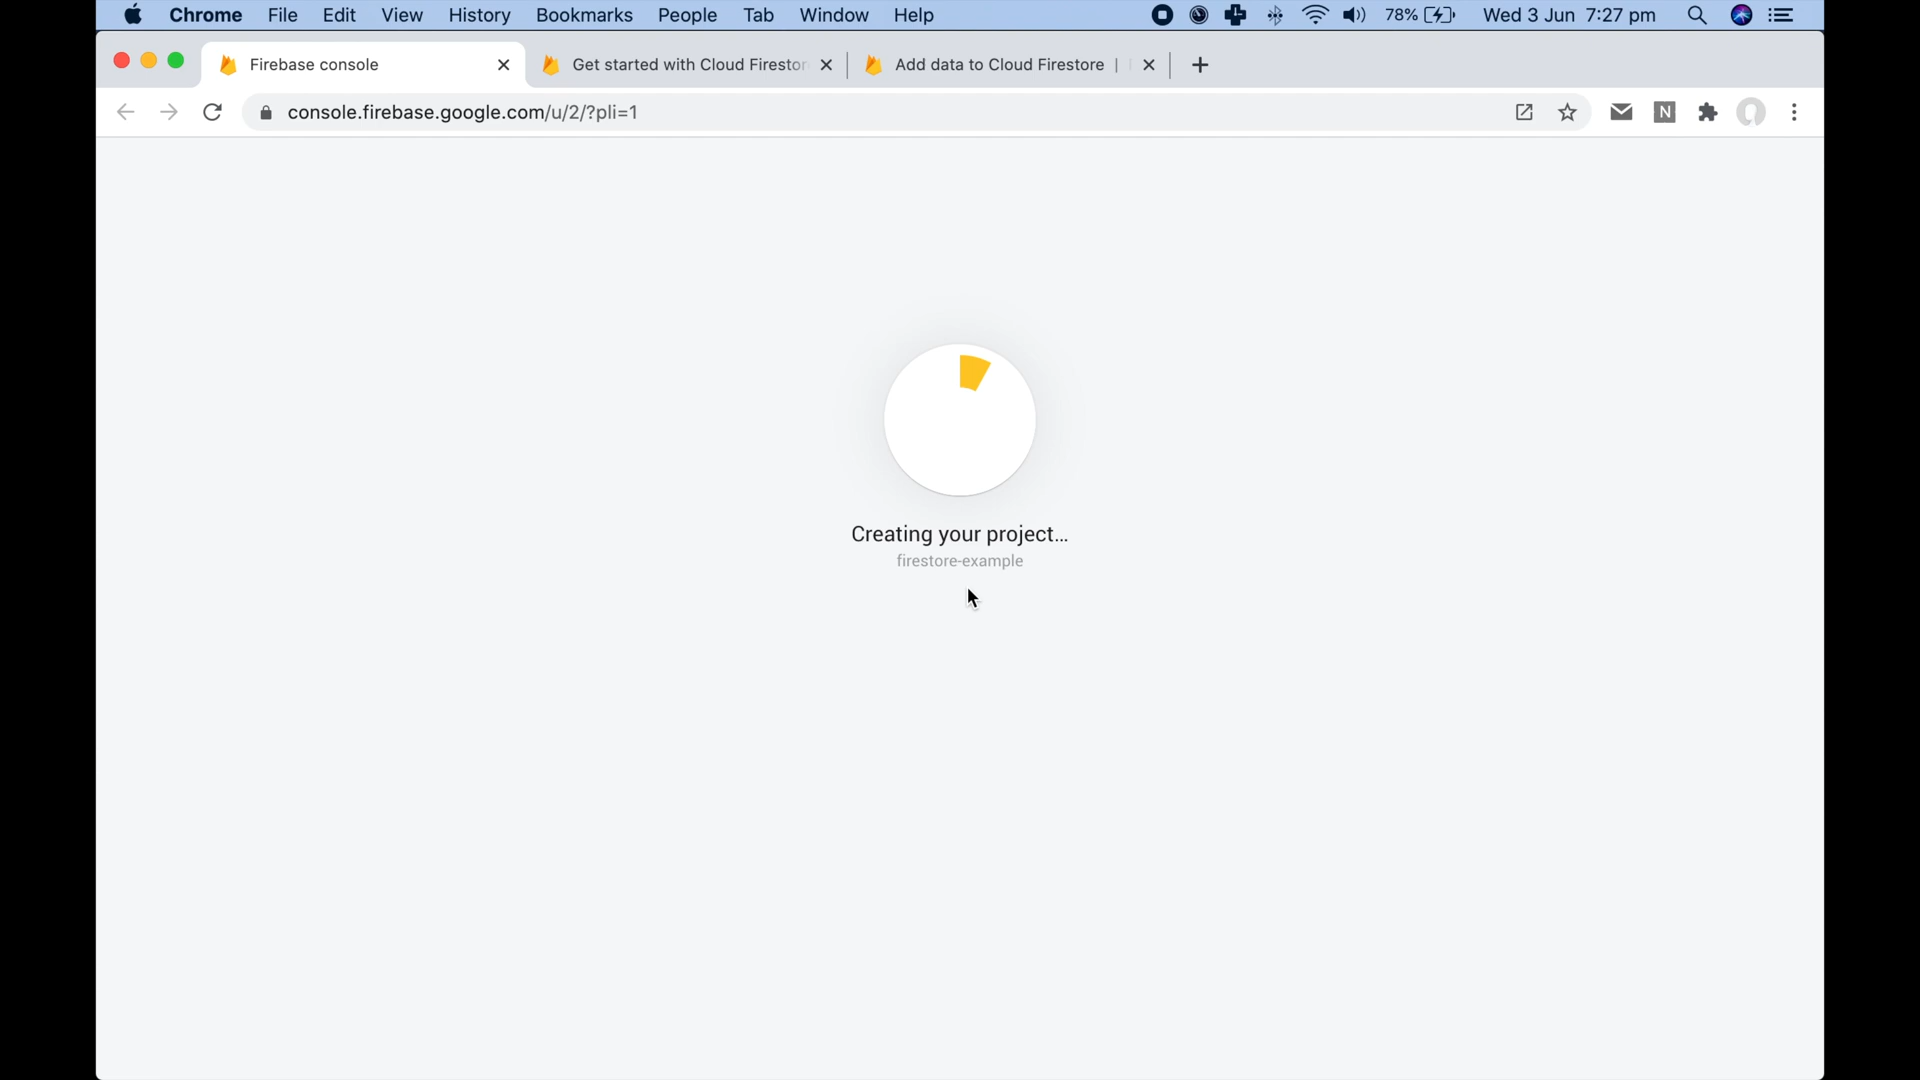 Chrome File Edit View History Bookmarks People Tab Window Help 78% Wed 3 Jun 7:27 pm
Firebase console Get started with Cloud Firestor Add data to Cloud Firestore |
console.firebase.google.com/u/2/?pli=1 N
Creating your project...
firestore-example